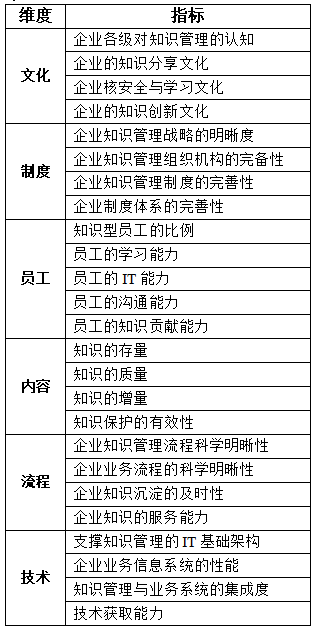 维度 指标
文化
企业各级对知识管理的认知
企业的知识分享文化
企业核安全与学习文化
企业的知识创新文化
制度
企业知识管理战略的明晰度
企业知识管理组织机构的完备性
企业知识管理制度的完善性
企业制度体系的完善性
员工
知识型员工的比例
员工的学习能力
员工的 IT 能力
员工的沟通能力
员工的知识贡献能力
内容
知识的存量
知识的质量
知识的增量
知识保护的有效性
流程
企业知识管理流程科学明晰性
企业业务流程的科学明晰性
企业知识沉淀的及时性
企业知识的服务能力
技术
支撑知识管理的 IT 基础架构
企业业务信息系统的性能
知识管理与业务系统的集成度
技术获取能力